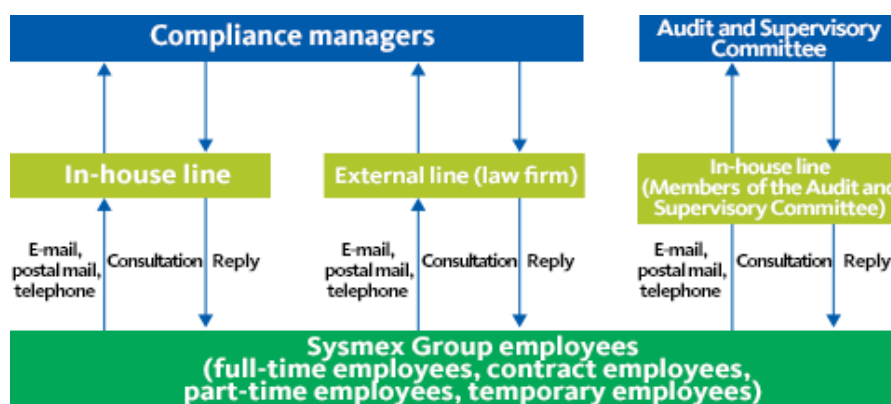 Compliance managers
Audit and Supervisory
Committee
In-house line
External line (law firm)
In-house line
(Members of the Audit and
Supervisory Committee)
E-mail,
postal mail,
telephone
Consultation
Reply
E-mail,
postal mail,
telephone
Consultation
Reply
E-mail,
postal mail,
telephone
Consultation
Reply
Sysmex Group employees
(full-time employees, contract employees,
part-time employees, temporary employees)